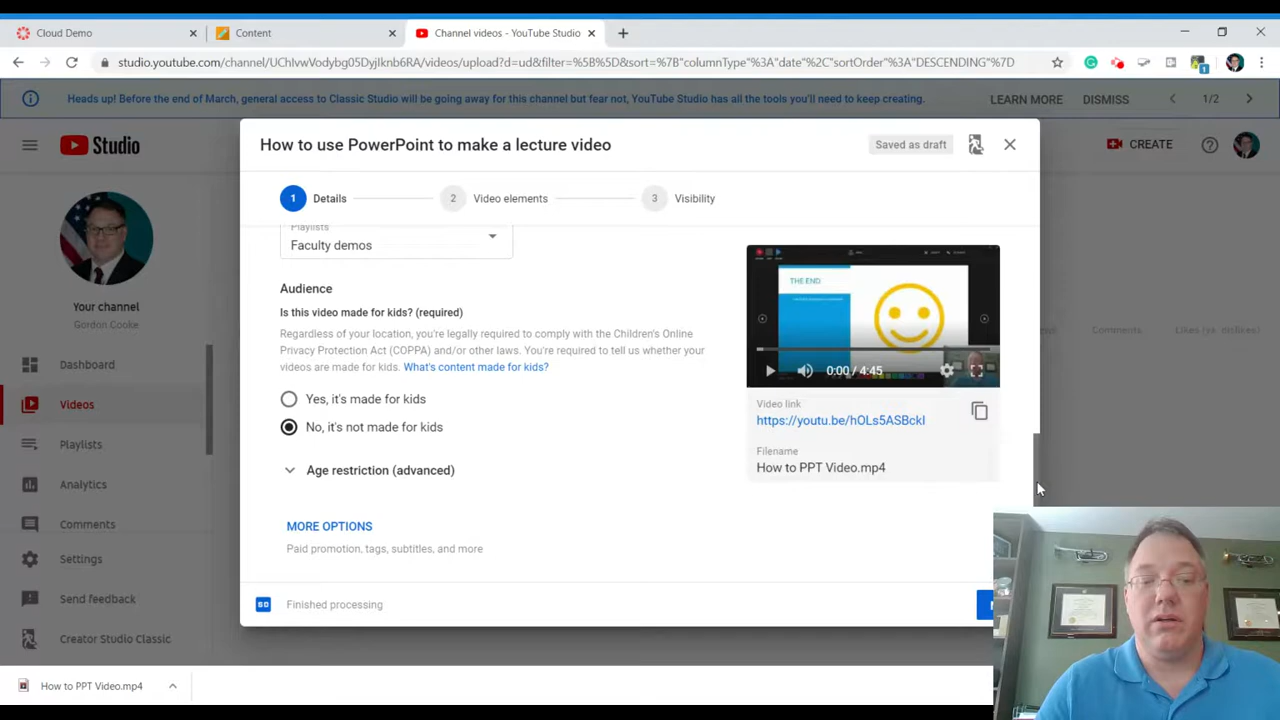 Cloud Demo
Content
Channel videos - YouTube Studio
studio.youtube.com/channel/UChlvwVodybg05DyjIknb6RA/videos/upload?d=ud&filter=%5B%5D&sort=%7B"columnType"%3A"date"%2C"sortOrder"%3A"DESCENDING"%7D
1
Heads up! Before the end of March, general access to Classic Studio will be going away for this channel but fear not, YouTube Studio has all the tools you'll need to keep creating.
LEARN MORE
DISMISS
1/2
Studio
CREATE
How to use PowerPoint to make a lecture video
Saved as draft
1 Details
2 Video elements
3 Visibility
Playlists
Faculty demos
Audience
Is this video made for kids? (required)
Regardless of your location, you're legally required to comply with the Children's Online
Privacy Protection Act (COPPA) and/or other laws. You're required to tell us whether your
videos are made for kids. What's content made for kids?
Yes, it's made for kids
No, it's not made for kids
Age restriction (advanced)
MORE OPTIONS
Paid promotion, tags, subtitles, and more
THE END
0:00 / 4:45
Video link
https://youtu.be/hOLs5ASBckI
Filename
How to PPT Video.mp4
SD
Finished processing
Your channel
Gordon Cooke
Dashboard
Videos
Playlists
Analytics
Comments
Settings
Send feedback
Creator Studio Classic
Comments
Likes (vs. dislikes)
How to PPT Video.mp4